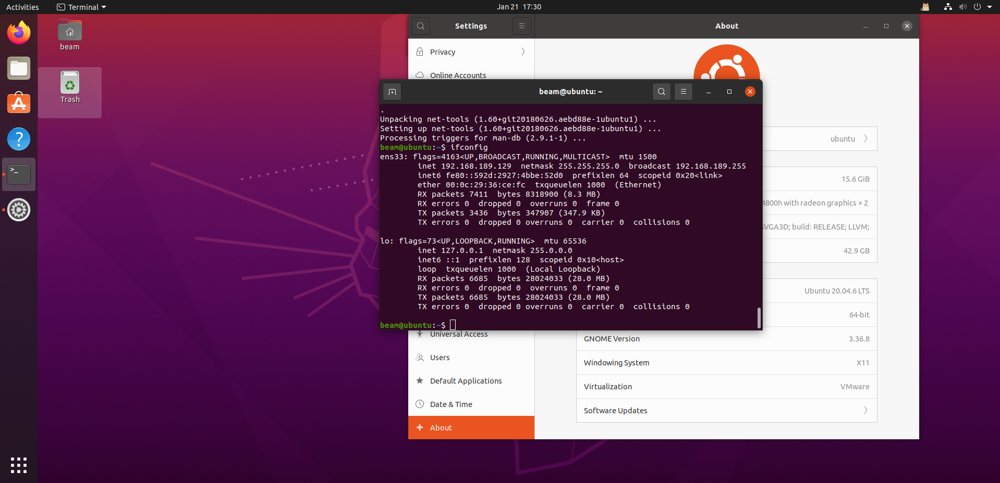 Activities
Terminal
Jan 21  17:30
beam
Trash
Settings
About
Privacy
Online Accounts
beam@ubuntu: ~
.
Unpacking net-tools (1.60+git20180626.aebd88e-1ubuntu1) ...
Setting up net-tools (1.60+git20180626.aebd88e-1ubuntu1) ...
Processing triggers for man-db (2.9.1-1) ...
beam@ubuntu:~$ ifconfig
ens33: flags=4163<UP,BROADCAST,RUNNING,MULTICAST>  mtu 1500
        inet 192.168.189.129  netmask 255.255.255.0  broadcast 192.168.189.255
        inet6 fe80::592d:2927:4bbe:52d0  prefixlen 64  scopeid 0x20<link>
        ether 00:0c:29:36:ce:fc  txqueuelen 1000  (Ethernet)
        RX packets 7411  bytes 8318900 (8.3 MB)
        RX errors 0  dropped 0  overruns 0  frame 0
        TX packets 3436  bytes 347907 (347.9 KB)
        TX errors 0  dropped 0 overruns 0  carrier 0  collisions 0

lo: flags=73<UP,LOOPBACK,RUNNING>  mtu 65536
        inet 127.0.0.1  netmask 255.0.0.0
        inet6 ::1  prefixlen 128  scopeid 0x10<host>
        loop  txqueuelen 1000  (Local Loopback)
        RX packets 6685  bytes 28024033 (28.0 MB)
        RX errors 0  dropped 0  overruns 0  frame 0
        TX packets 6685  bytes 28024033 (28.0 MB)
        TX errors 0  dropped 0 overruns 0  carrier 0  collisions 0

beam@ubuntu:~$
Universal Access
Users
Default Applications
Date & Time
About
ubuntu
15.6 GiB
4800h with radeon graphics × 2
SVGA3D; build: RELEASE; LLVM;
42.9 GB
Ubuntu 20.04.6 LTS
64-bit
GNOME Version 3.36.8
Windowing System X11
Virtualization VMware
Software Updates